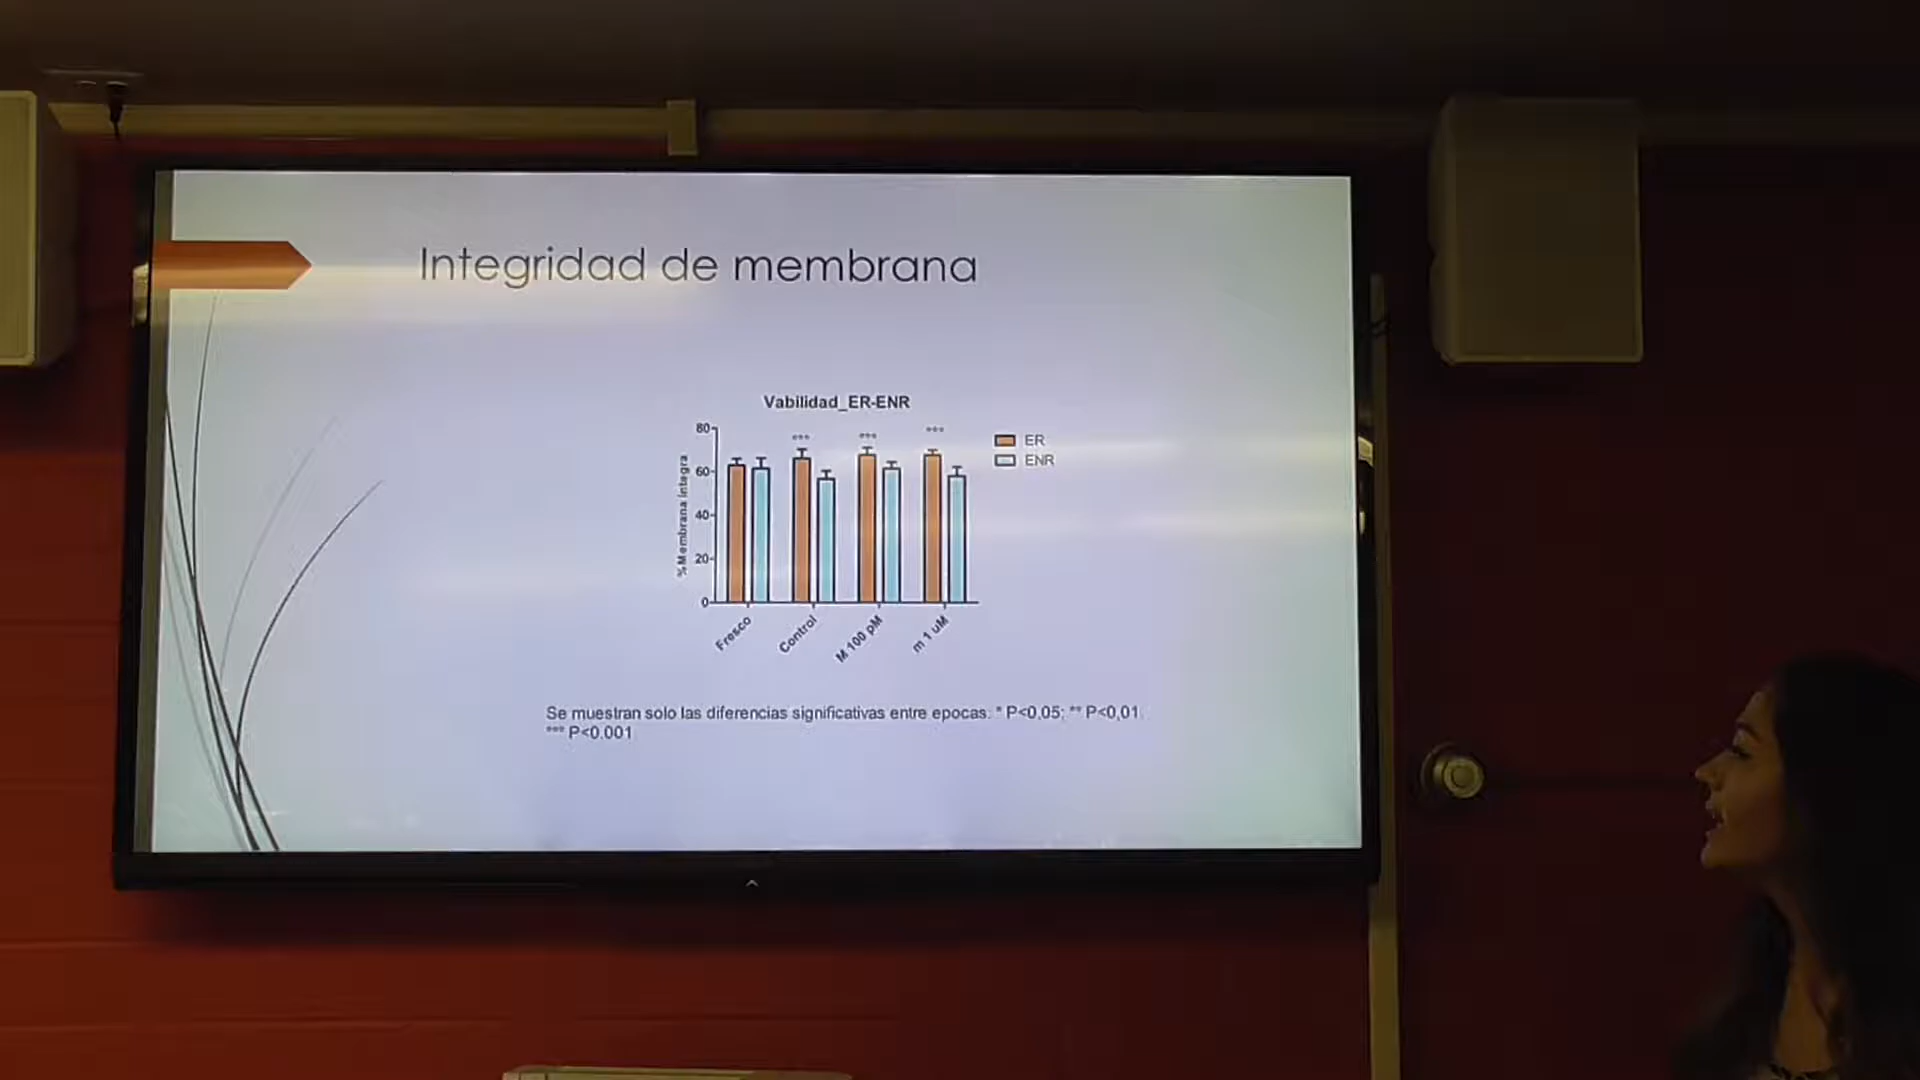 Integridad de membrana
Vabilidad_ER-ENR
ER
ENR
%Membrana integra
80
60
40
20
0
Fresco
Control
M 100 pM
m 1 uM
***
***
***
Se muestran solo las diferencias significativas entre epocas: * P<0,05; ** P<0,01.
*** P<0.001